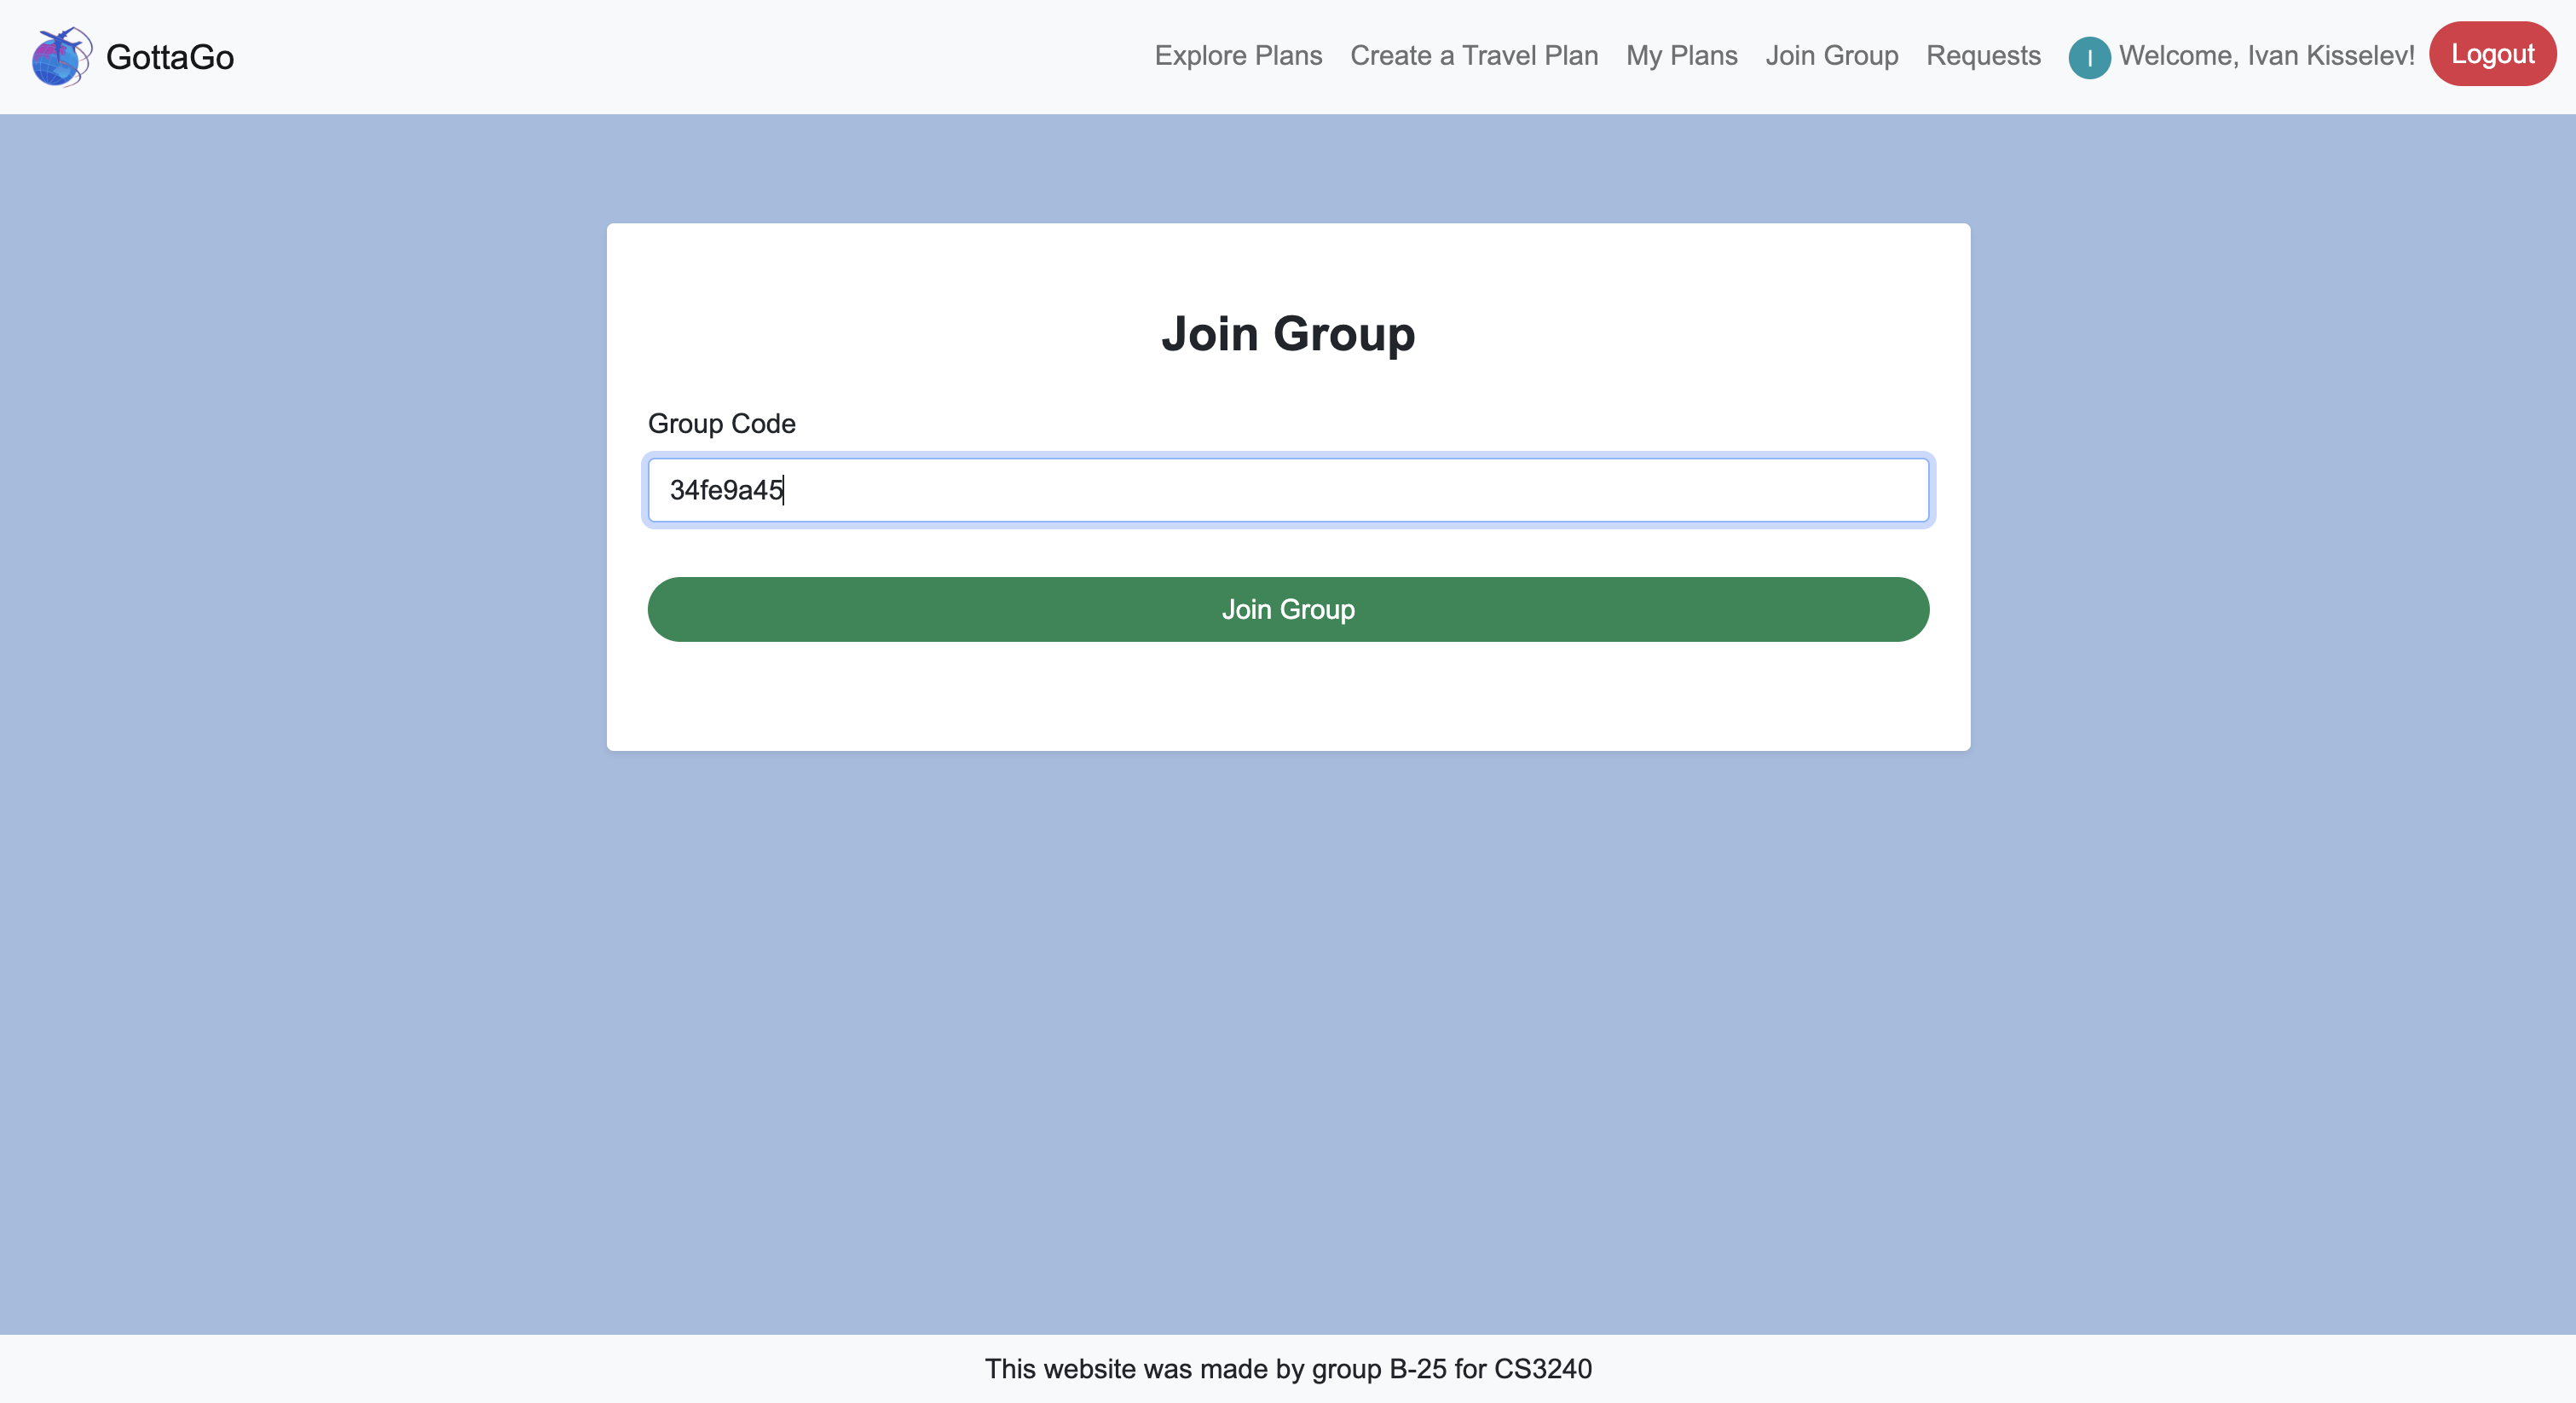 GottaGo
Explore Plans
Create a Travel Plan
My Plans
Join Group
Requests
I
Welcome, Ivan Kisselev!
Logout
Join Group
Group Code
34fe9a45
Join Group
This website was made by group B-25 for CS3240